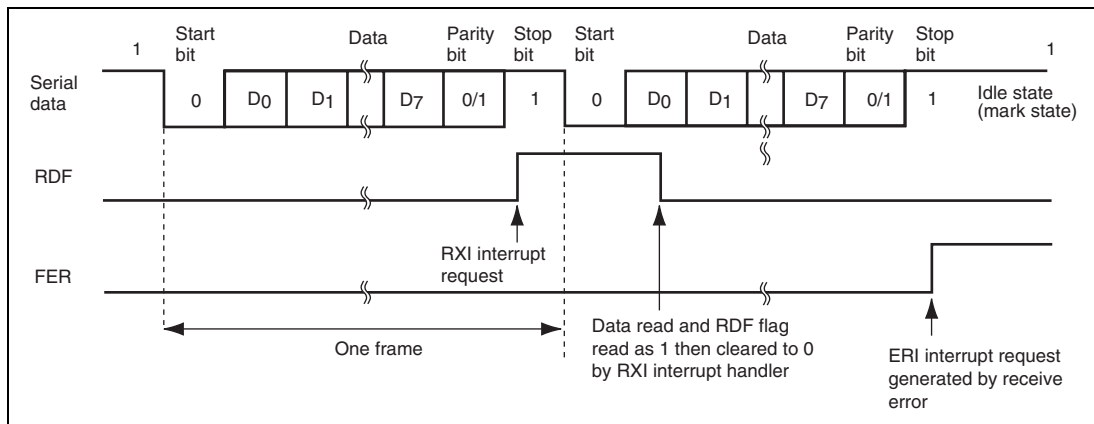 1
Start bit
Data
Parity bit
Stop bit
Start bit
Data
Parity bit
Stop bit
1
Serial data
0
D0
D1
D7
0/1
1
0
D0
D1
D7
0/1
1
Idle state
(mark state)
RDF
RXI interrupt
request
FER
One frame
Data read and RDF flag
read as 1 then cleared to 0
by RXI interrupt handler
ERI interrupt request
generated by receive
error